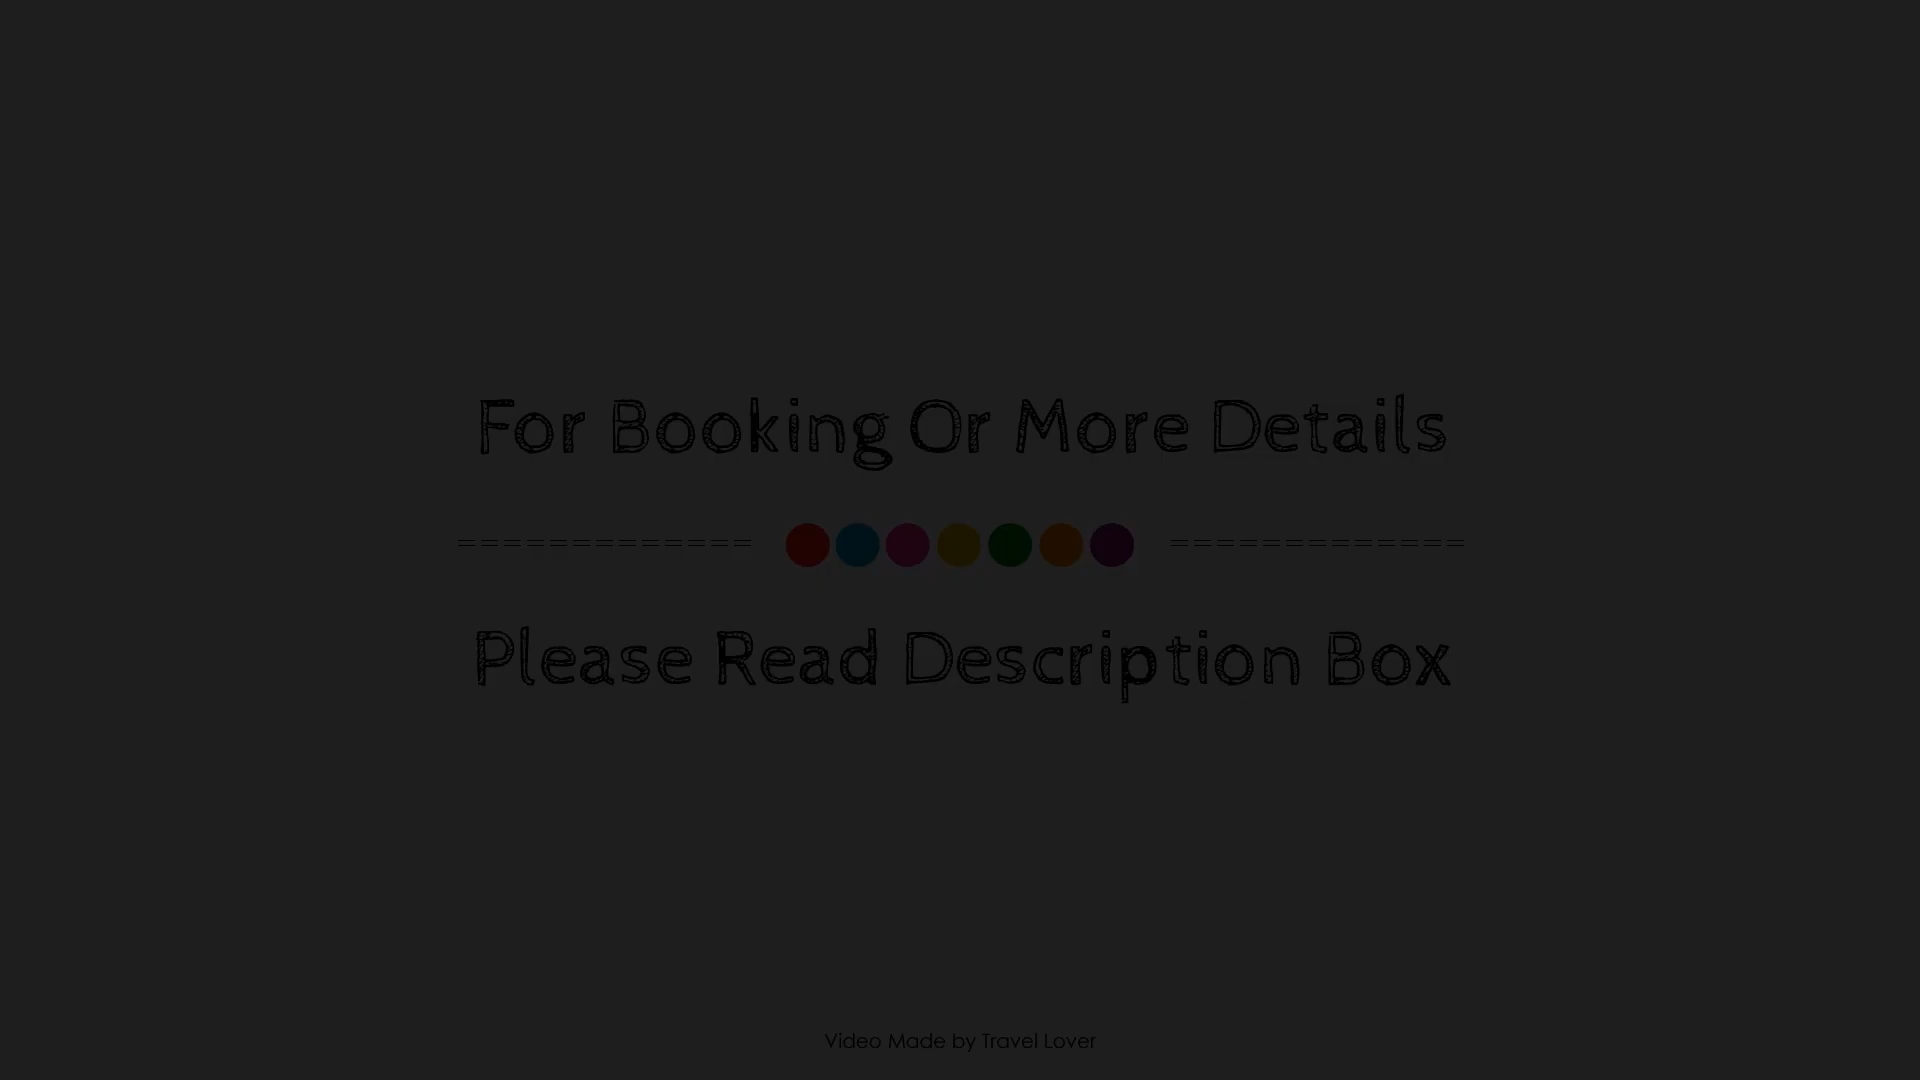 For Booking Or More Details
============= =============
Please Read Description Box
Video Made by Travel Lover